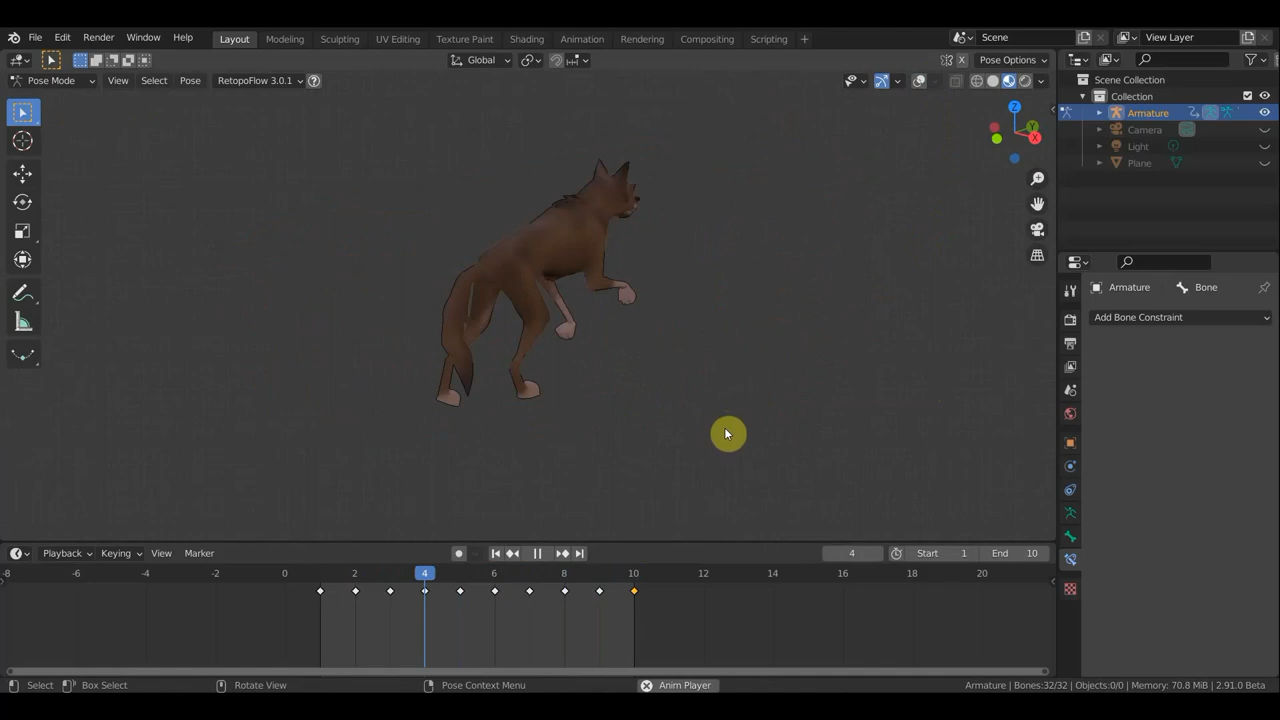 File Edit Render Window Help Layout Modeling Sculpting UV Editing Texture Paint Shading Animation Rendering Compositing Scripting + Scene View Layer
Global Pose Options
Pose Mode View Select Pose RetopoFlow 3.0.1
Scene Collection
Collection
Armature
Camera
Light
Plane
Z
Y
X
Armature Bone
Add Bone Constraint
Playback Keying View Marker 4 Start 1 End 10
-8 -6 -4 -2 0 2 4 6 8 10 12 14 16 18 20
Select Box Select Rotate View Pose Context Menu Anim Player Armature | Bones:32/32 | Objects:0/0 | Memory: 70.8 MiB | 2.91.0 Beta